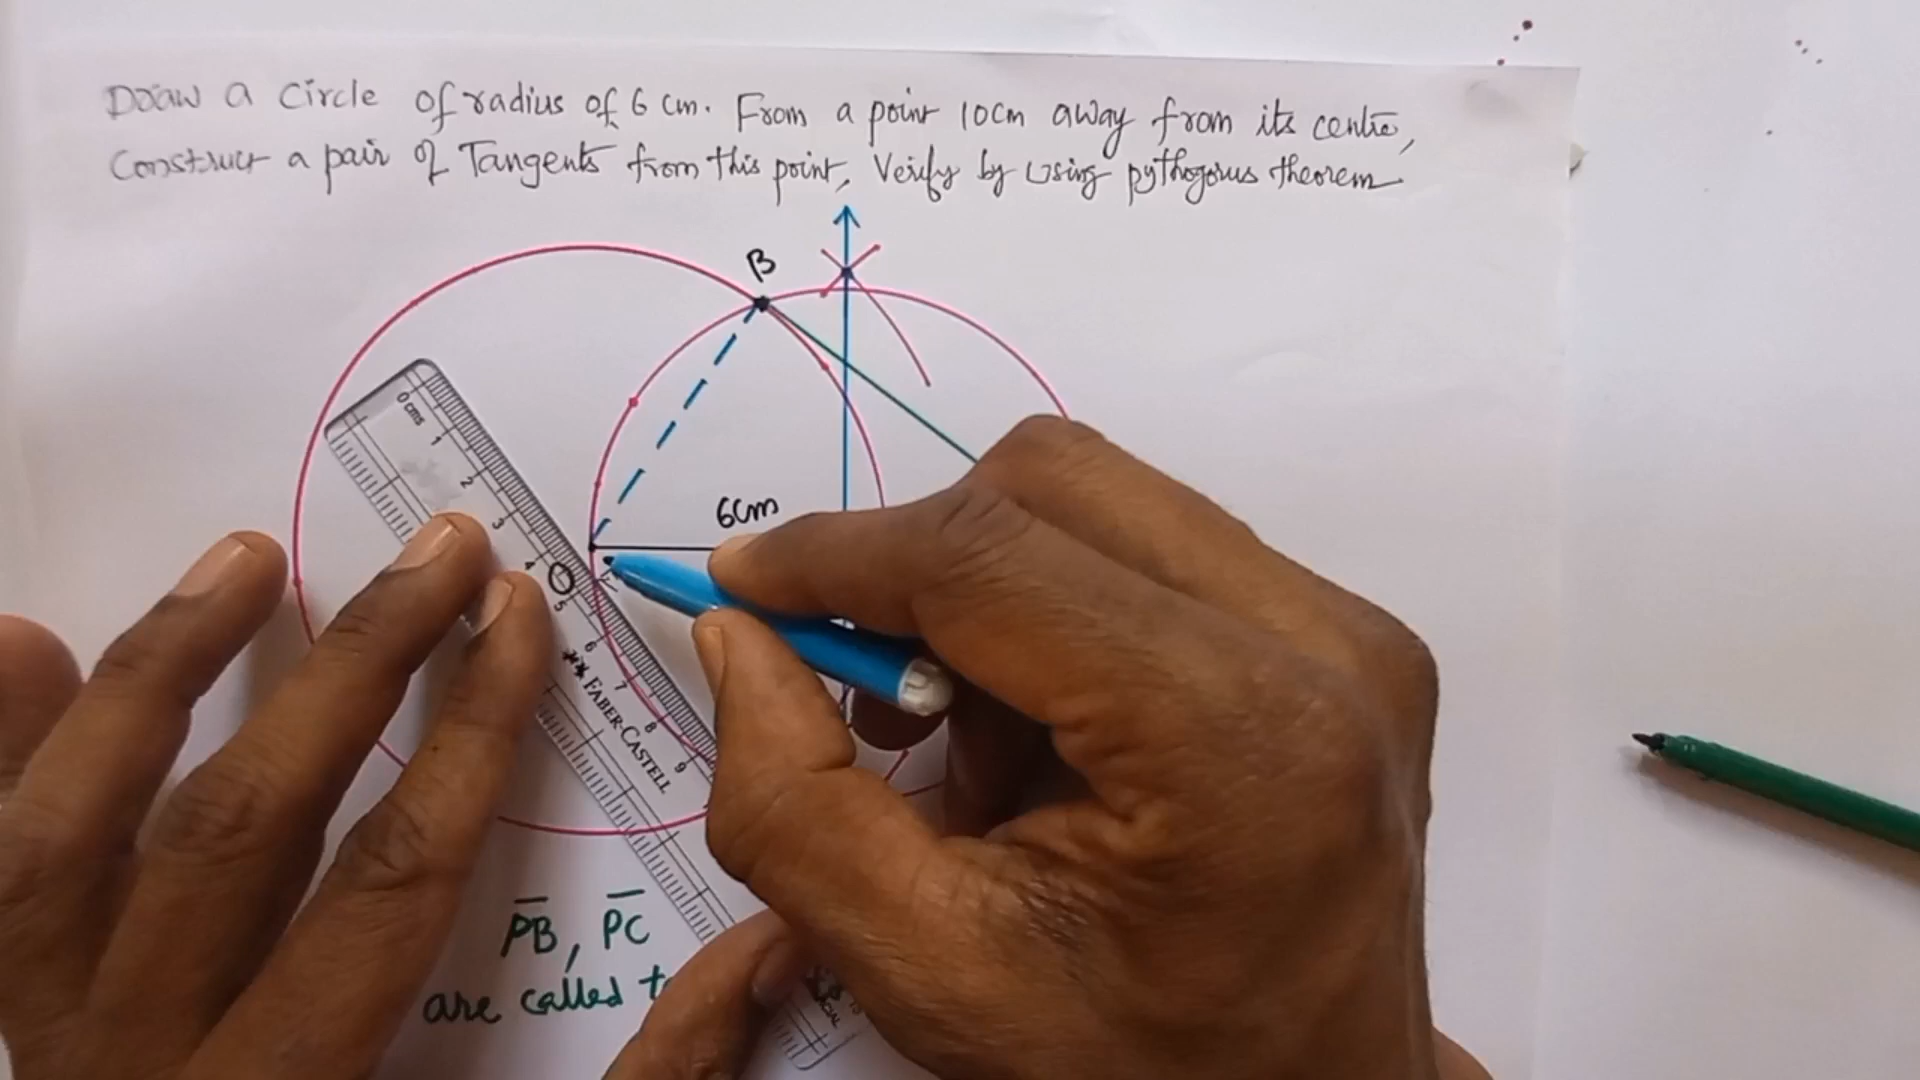 Draw a Circle Of radius of 6 cm. From a point 10cm away from its centre,
Construct a pair of Tangents from this point, Verify by Using pythogorus theorem
B
6cm
O
0 cms 1 2 3 4 5 6 7 8 9
FABER-CASTELL
PB, PC
are called